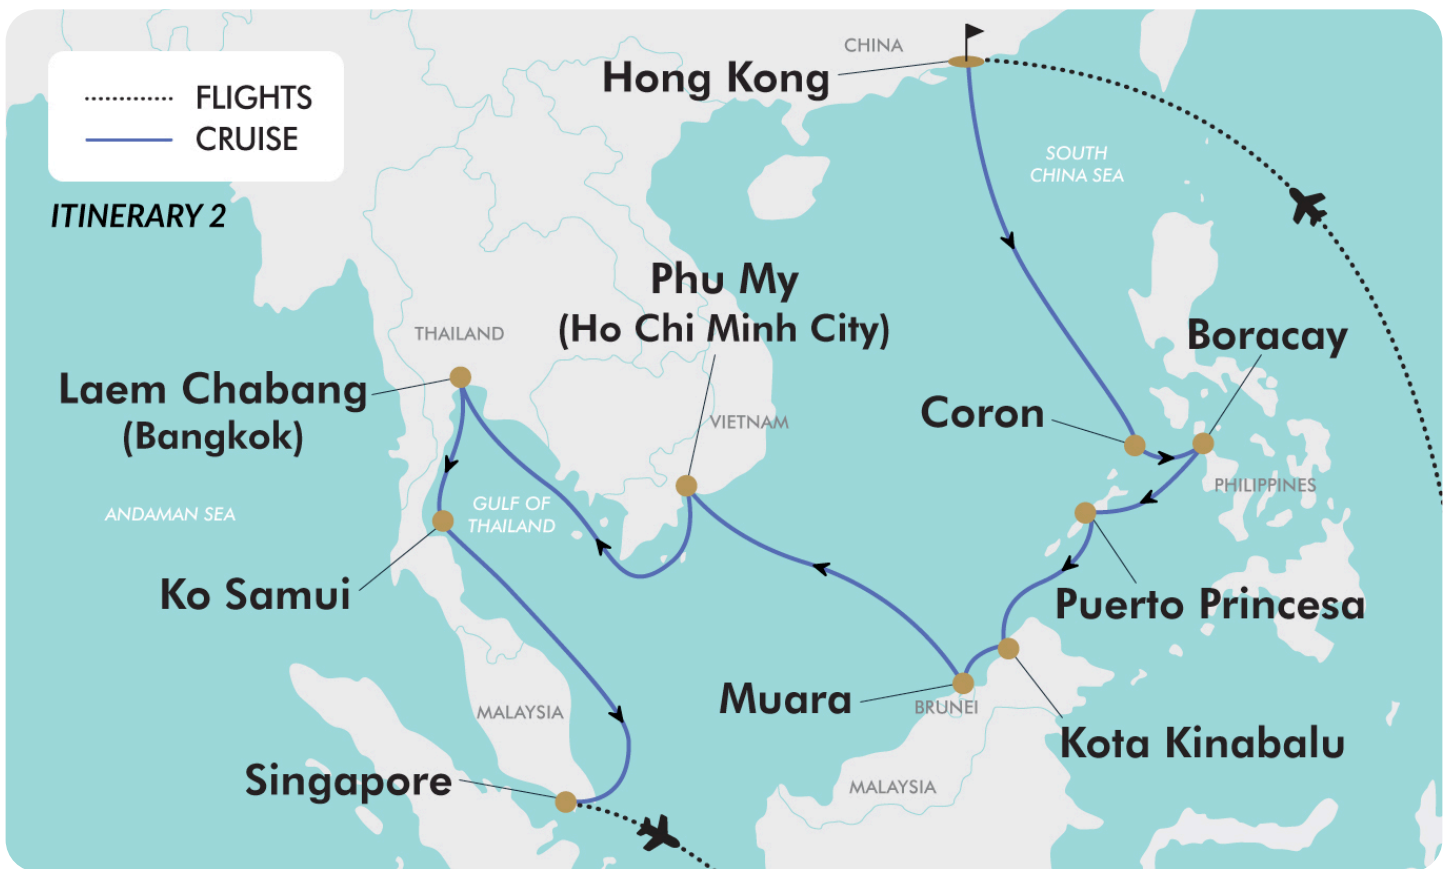 FLIGHTS
CRUISE
ITINERARY 2
CHINA
Hong Kong
SOUTH
CHINA SEA
Phu My
(Ho Chi Minh City)
THAILAND
Boracay
Laem Chabang
(Bangkok)
Coron
VIETNAM
PHILIPPINES
GULF OF
THAILAND
ANDAMAN SEA
Ko Samui
Puerto Princesa
Muara
BRUNEI
MALAYSIA
Kota Kinabalu
Singapore
MALAYSIA